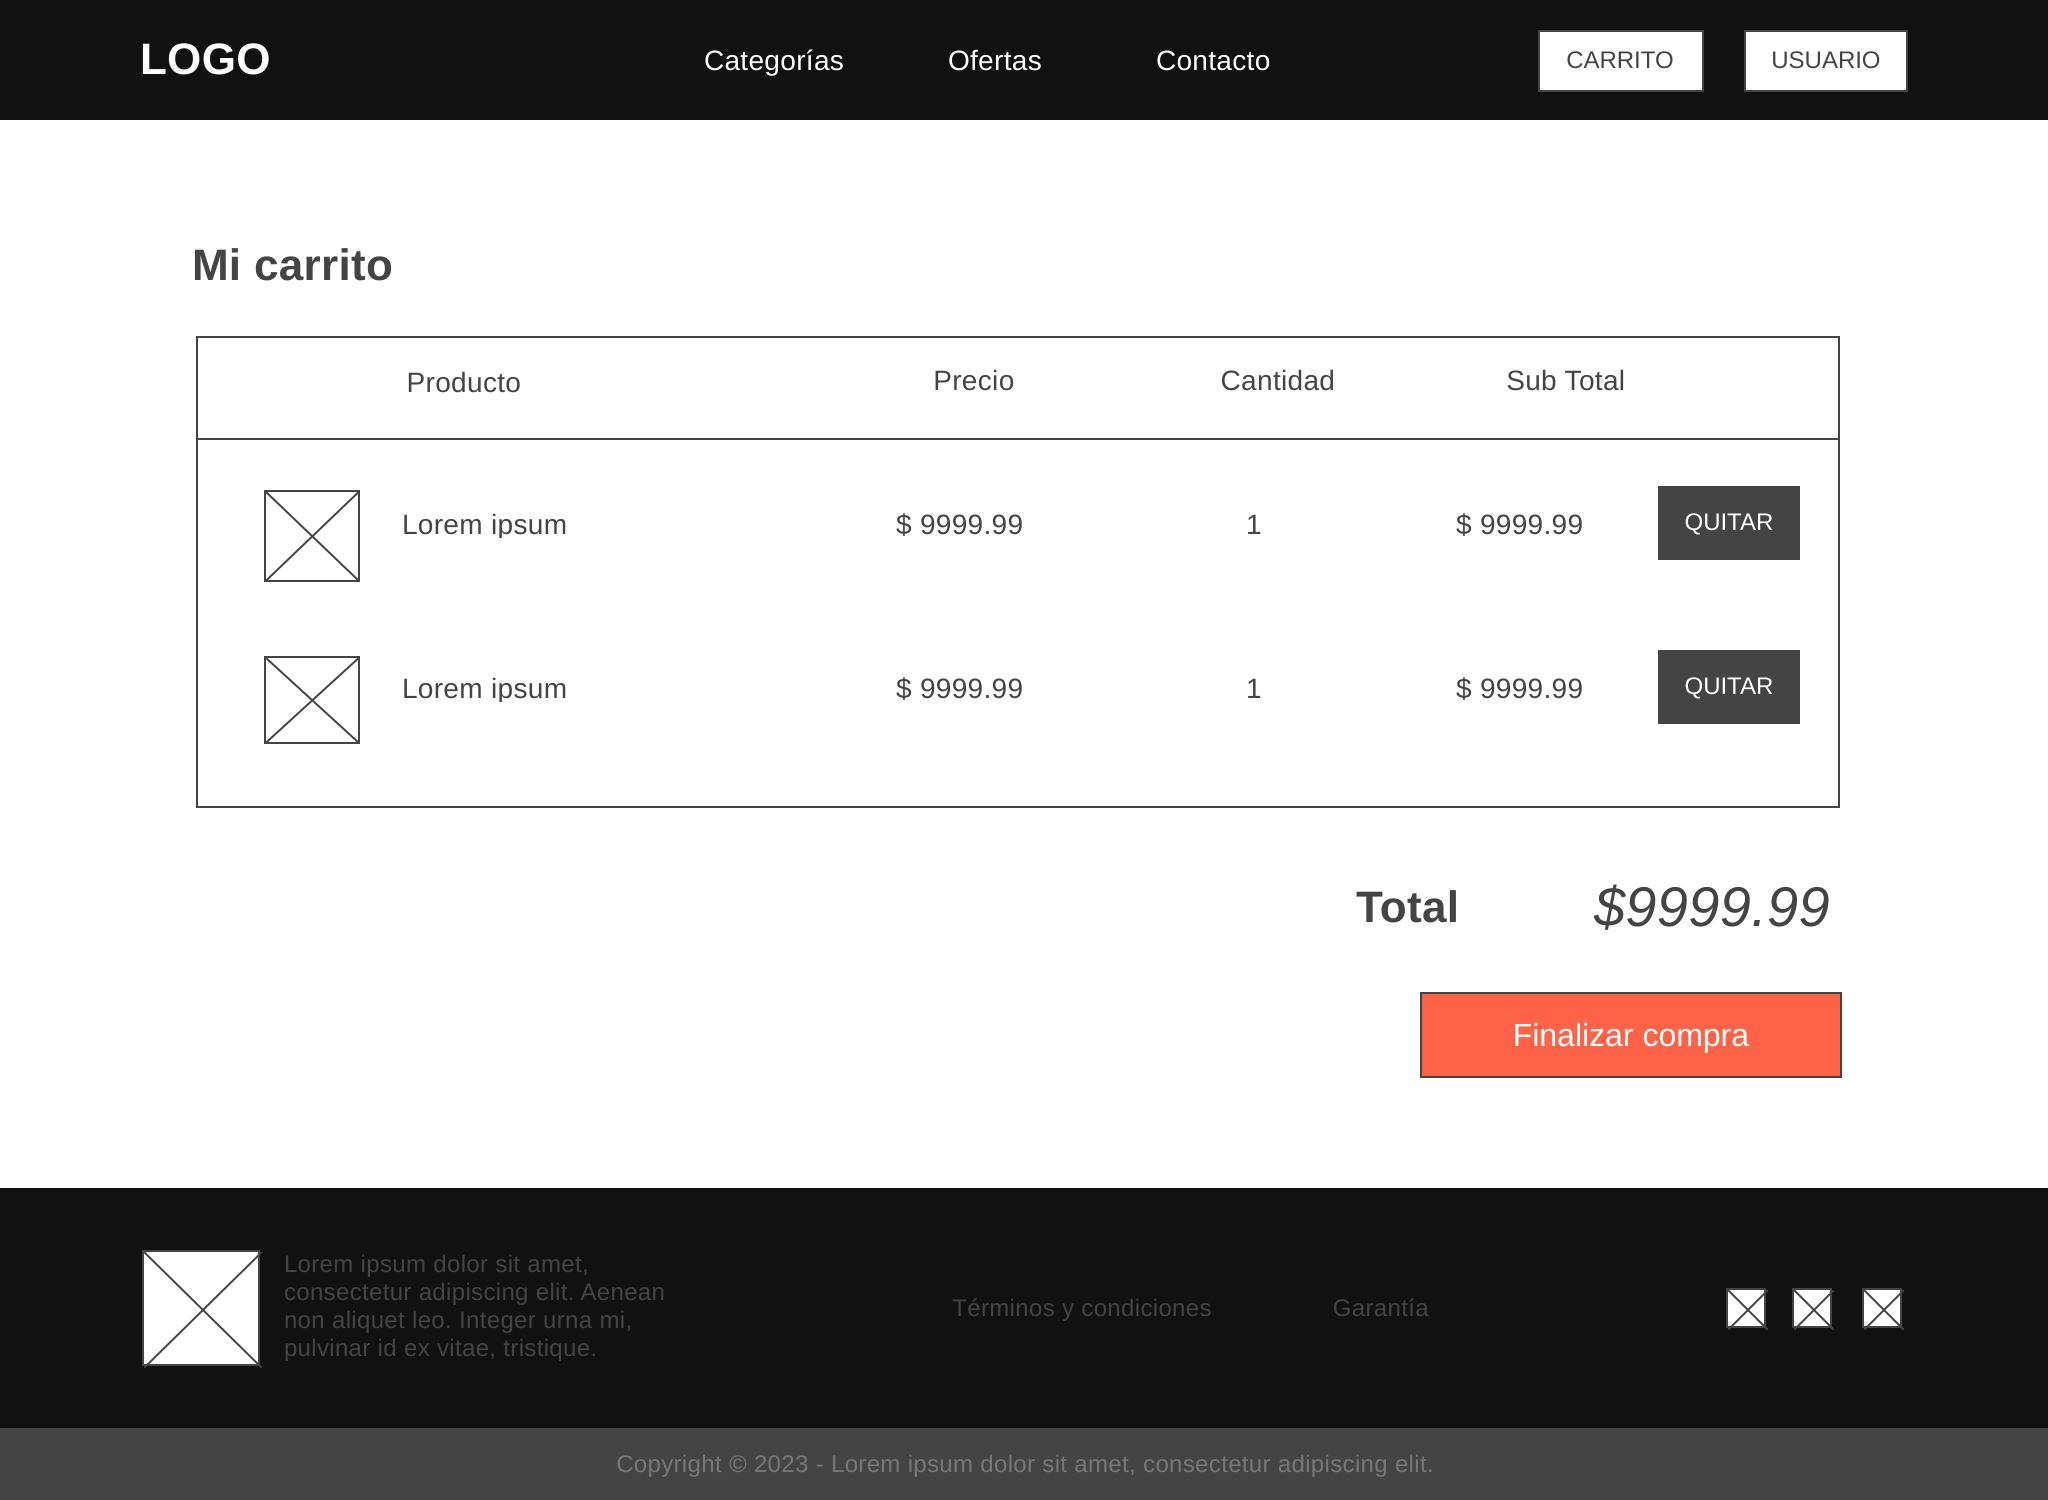 LOGO
Categorías
Ofertas
Contacto
CARRITO
USUARIO
Mi carrito
Producto
Precio
Cantidad
Sub Total
Lorem ipsum
$ 9999.99
1
$ 9999.99
QUITAR
Lorem ipsum
$ 9999.99
1
$ 9999.99
QUITAR
Total
$9999.99
Finalizar compra
Lorem ipsum dolor sit amet,
consectetur adipiscing elit. Aenean
non aliquet leo. Integer urna mi,
pulvinar id ex vitae, tristique.
Términos y condiciones
Garantía
Copyright © 2023 - Lorem ipsum dolor sit amet, consectetur adipiscing elit.